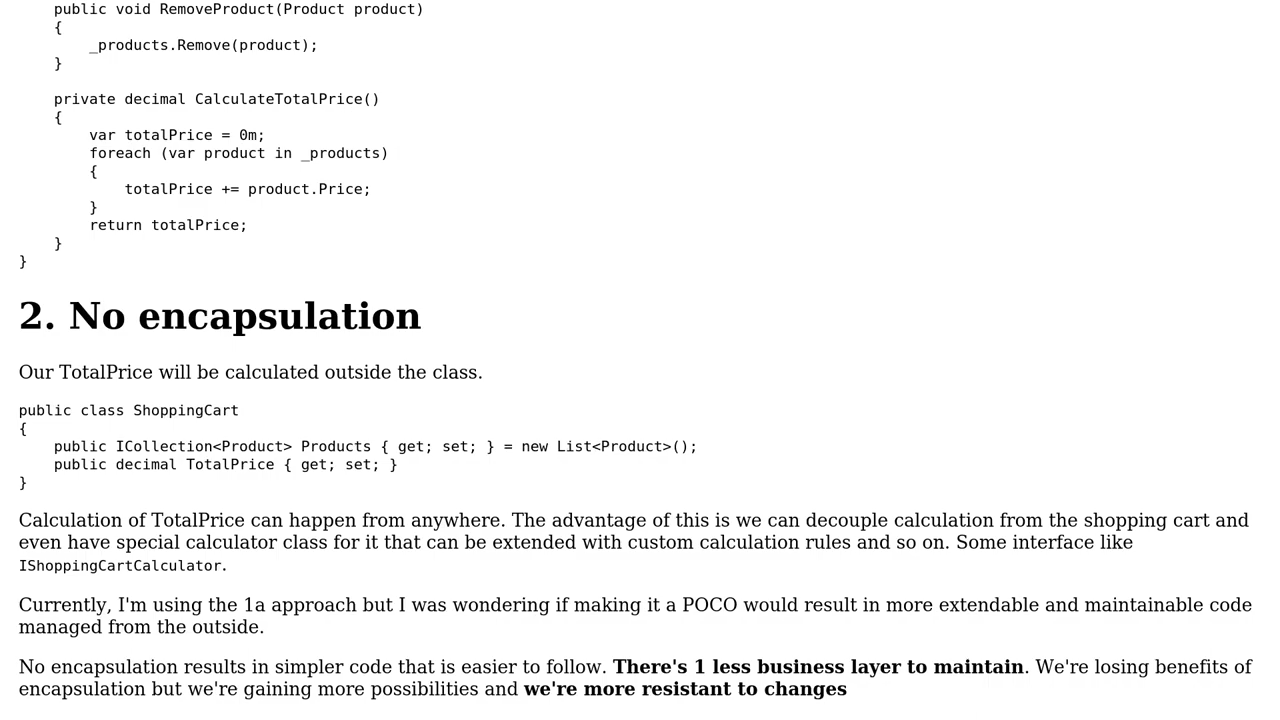 public void RemoveProduct(Product product)
    {
        _products.Remove(product);
    }

    private decimal CalculateTotalPrice()
    {
        var totalPrice = 0m;
        foreach (var product in _products)
        {
            totalPrice += product.Price;
        }
        return totalPrice;
    }
}
2. No encapsulation
Our TotalPrice will be calculated outside the class.
public class ShoppingCart
{
    public ICollection<Product> Products { get; set; } = new List<Product>();
    public decimal TotalPrice { get; set; }
}
Calculation of TotalPrice can happen from anywhere. The advantage of this is we can decouple calculation from the shopping cart and
even have special calculator class for it that can be extended with custom calculation rules and so on. Some interface like
IShoppingCartCalculator.
Currently, I'm using the 1a approach but I was wondering if making it a POCO would result in more extendable and maintainable code
managed from the outside.
No encapsulation results in simpler code that is easier to follow. There's 1 less business layer to maintain. We're losing benefits of
encapsulation but we're gaining more possibilities and we're more resistant to changes